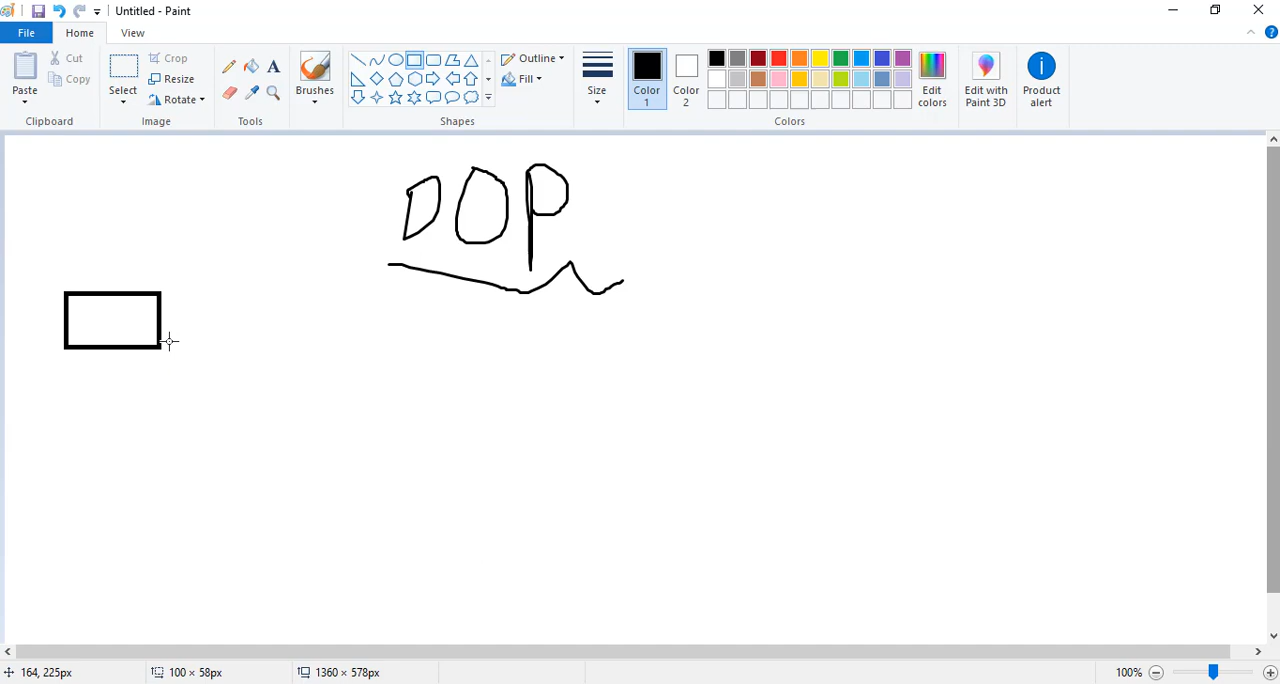 Untitled - Paint
File Home View
Paste Cut Copy Clipboard
Select Crop Resize Rotate Image
Tools
A
Brushes
Shapes
Outline Fill
Size
Color 1 Color 2
Edit colors
Colors
Edit with Paint 3D
Product alert
DOP
164, 225px 100 × 58px 1360 × 578px 100%